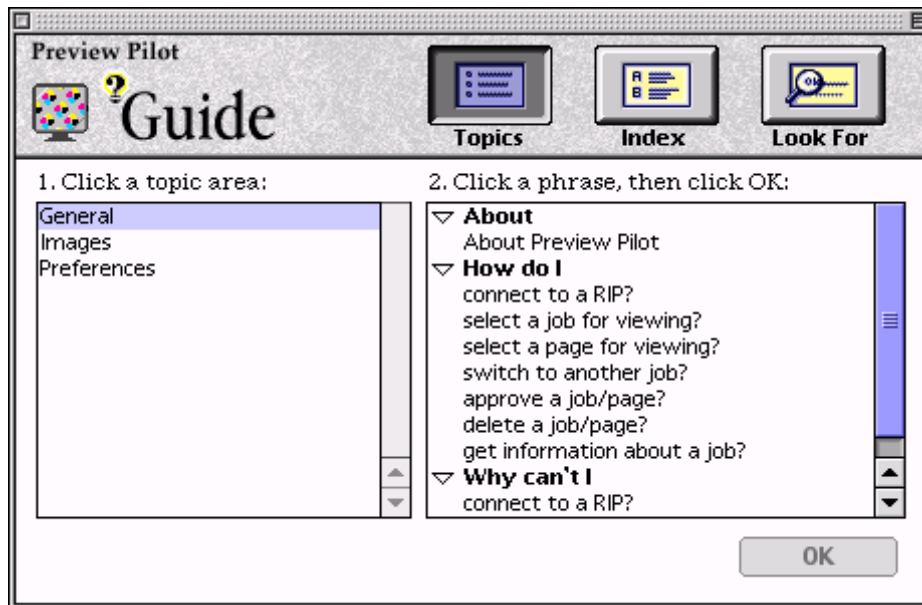 Preview Pilot
Guide
Topics
Index
Look For
1. Click a topic area:
General
Images
Preferences
2. Click a phrase, then click OK:
About
About Preview Pilot
How do I
connect to a RIP?
select a job for viewing?
select a page for viewing?
switch to another job?
approve a job/page?
delete a job/page?
get information about a job?
Why can't I
connect to a RIP?
OK